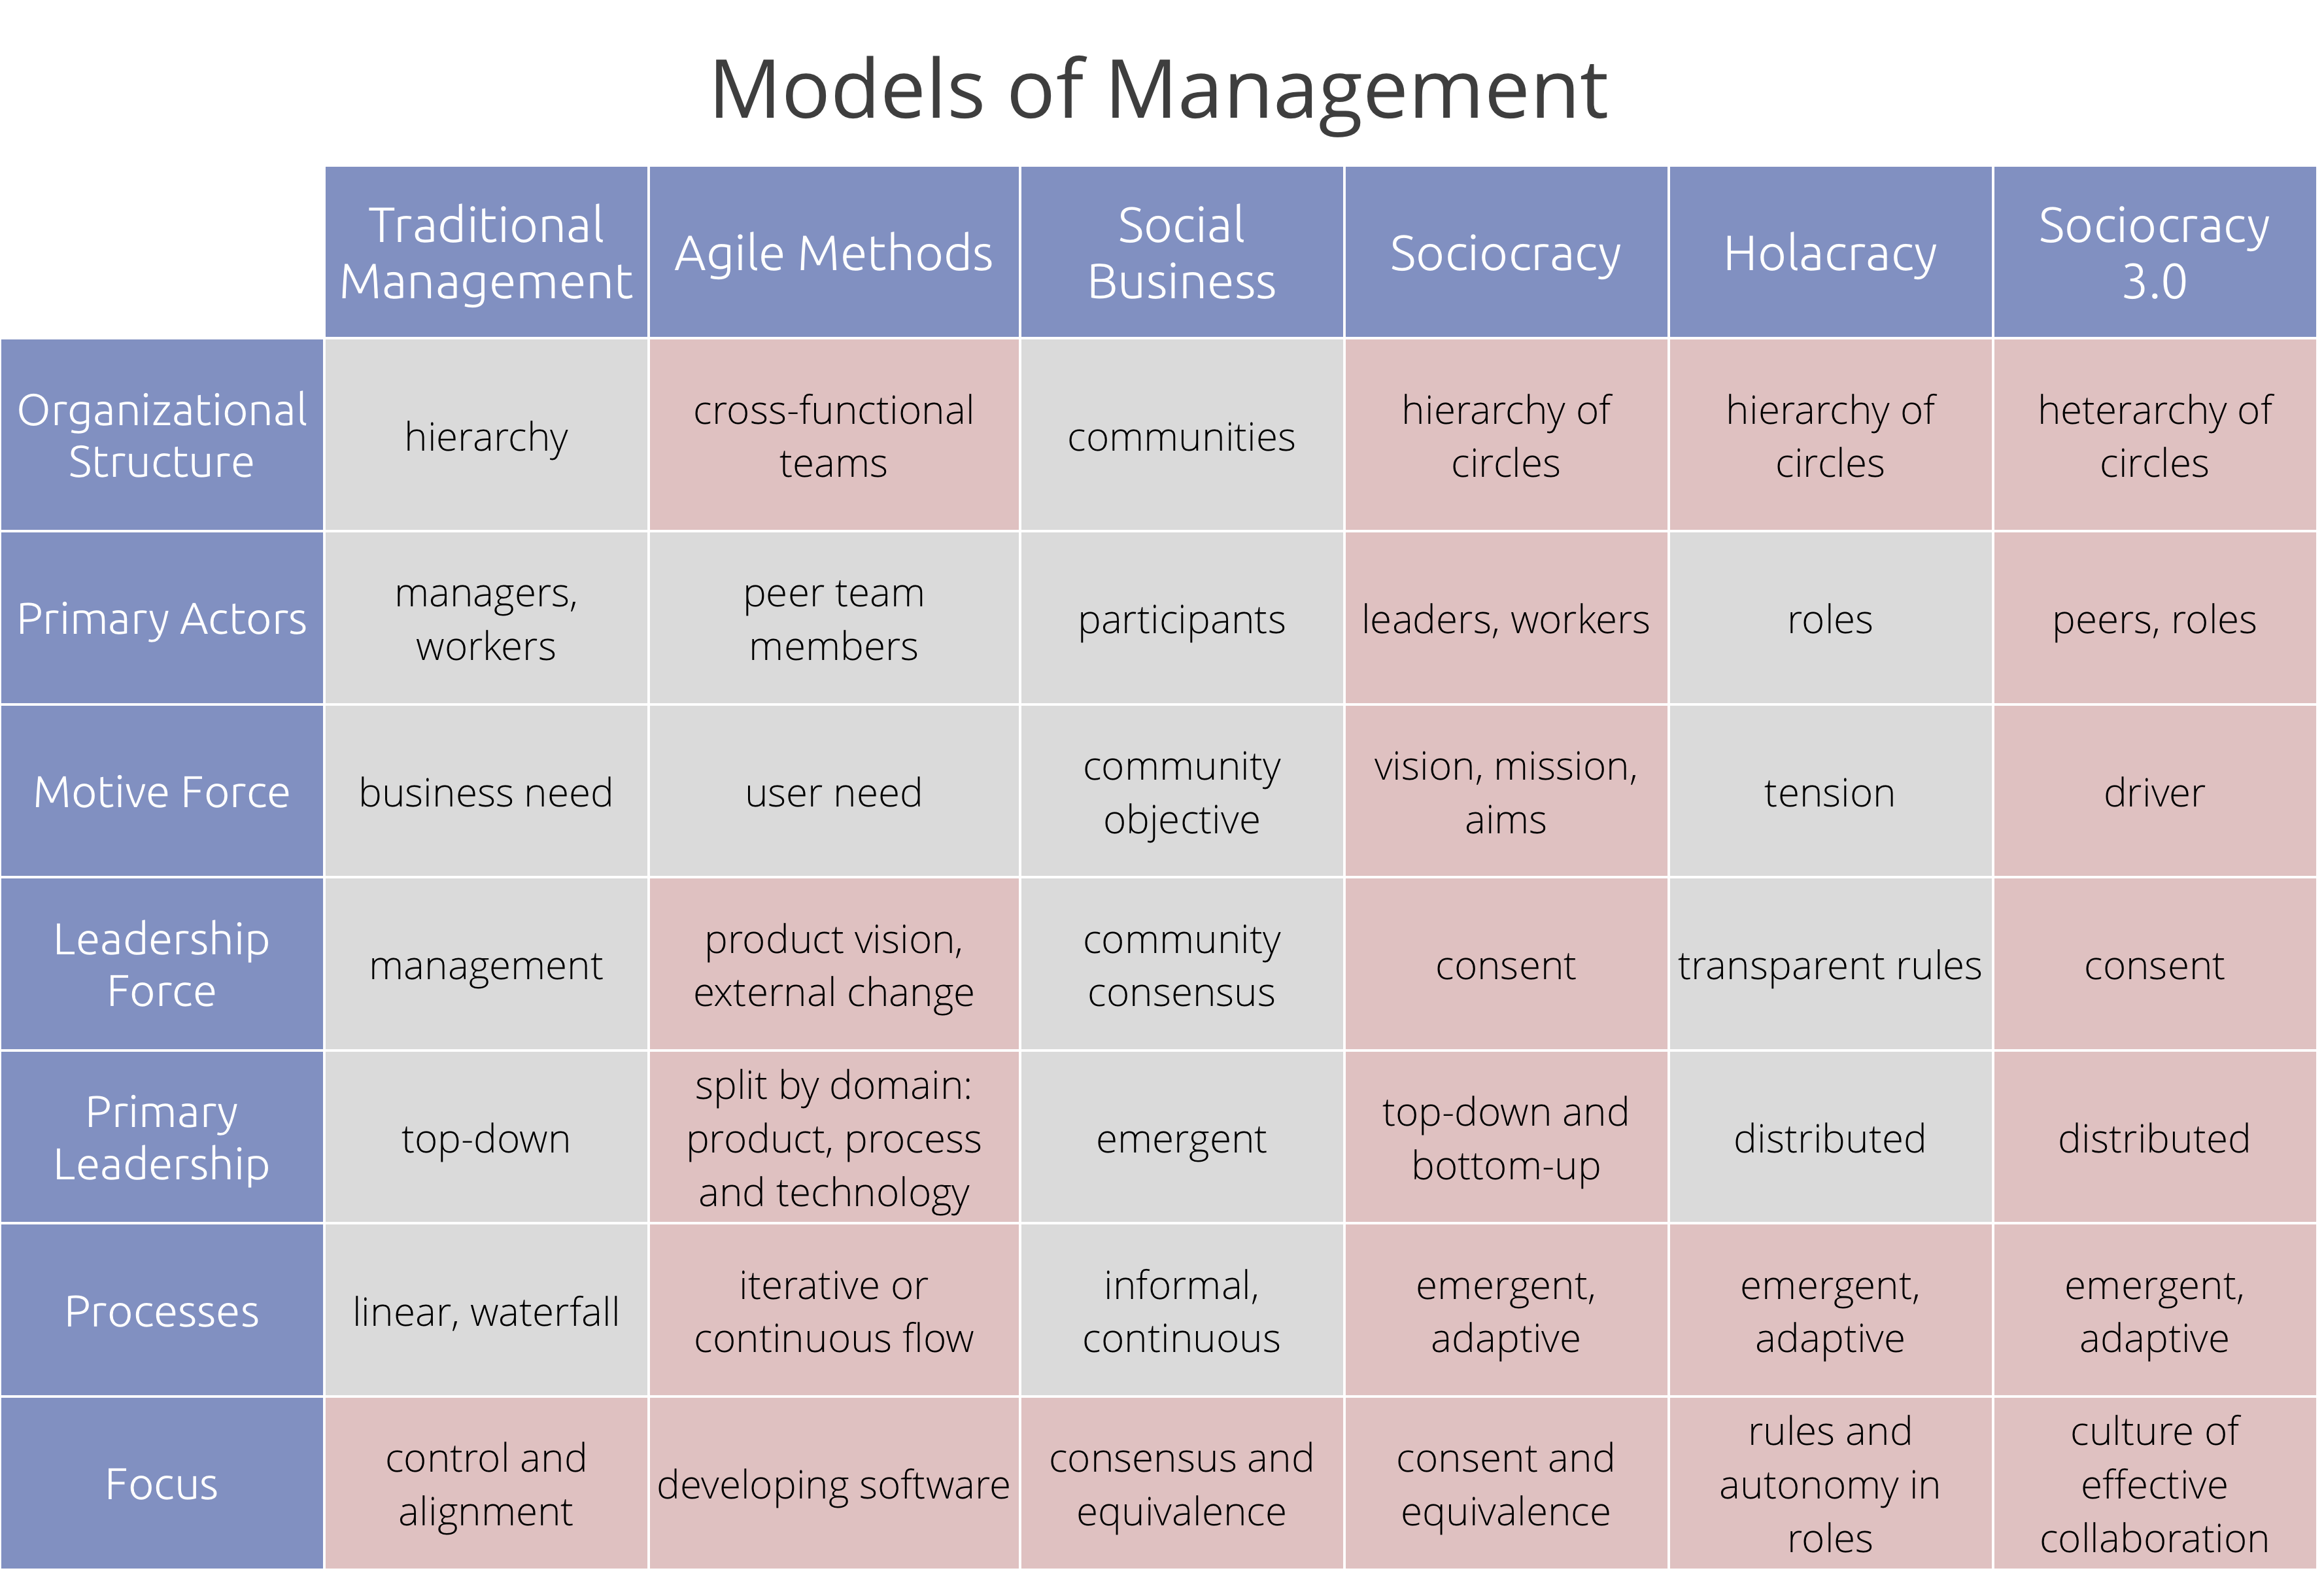 Models of Management
Traditional
Management
Agile Methods
Social
Business
Sociocracy
Holacracy
Sociocracy
3.0
Organizational
Structure
hierarchy
cross-functional
teams
communities
hierarchy of
circles
hierarchy of
circles
heterarchy of
circles
Primary Actors
managers,
workers
peer team
members
participants
leaders, workers
roles
peers, roles
Motive Force
business need
user need
community
objective
vision, mission,
aims
tension
driver
Leadership
Force
management
product vision,
external change
community
consensus
consent
transparent rules
consent
Primary
Leadership
top-down
split by domain:
product, process
and technology
emergent
top-down and
bottom-up
distributed
distributed
Processes
linear, waterfall
iterative or
continuous flow
informal,
continuous
emergent,
adaptive
emergent,
adaptive
emergent,
adaptive
Focus
control and
alignment
developing software
consensus and
equivalence
consent and
equivalence
rules and
autonomy in
roles
culture of
effective
collaboration